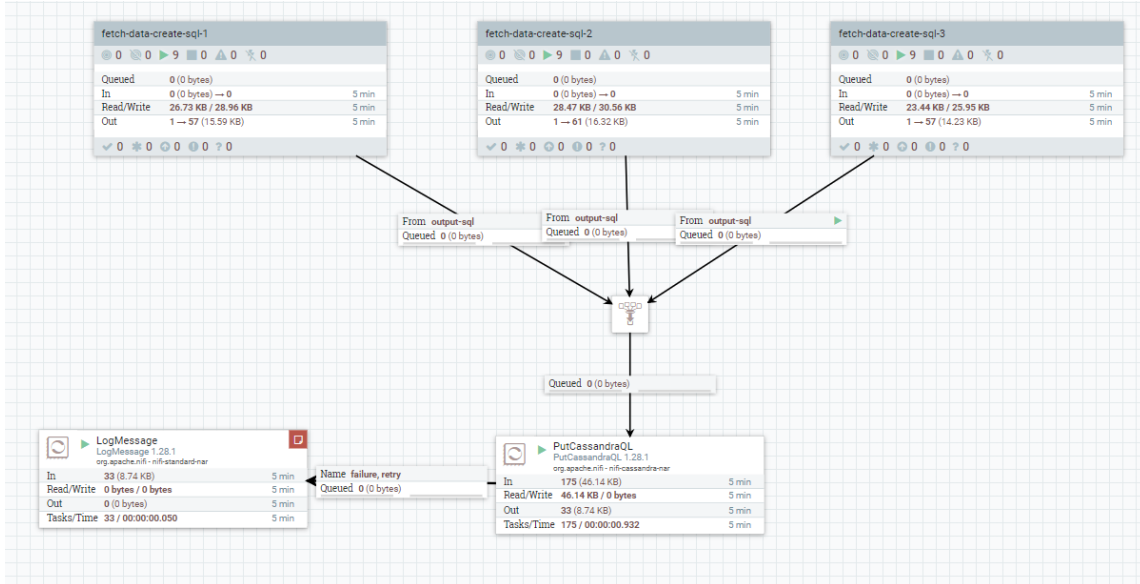 fetch-data-create-sql-1
0 0 9 0 0 0
Queued 0 (0 bytes)
In 0 (0 bytes) → 0 5 min
Read/Write 26.73 KB / 28.96 KB 5 min
Out 1 → 57 (15.59 KB) 5 min
0 0 0 0 ? 0
fetch-data-create-sql-2
0 0 9 0 0 0
Queued 0 (0 bytes)
In 0 (0 bytes) → 0 5 min
Read/Write 28.47 KB / 30.56 KB 5 min
Out 1 → 61 (16.32 KB) 5 min
0 0 0 0 ? 0
fetch-data-create-sql-3
0 0 9 0 0 0
Queued 0 (0 bytes)
In 0 (0 bytes) → 0 5 min
Read/Write 23.44 KB / 25.95 KB 5 min
Out 1 → 57 (14.23 KB) 5 min
0 0 0 0 ? 0
From output-sql
Queued 0 (0 bytes)
From output-sql
Queued 0 (0 bytes)
From output-sql
Queued 0 (0 bytes)
Queued 0 (0 bytes)
LogMessage
LogMessage 1.28.1
org.apache.nifi - nifi-standard-nar
In 33 (8.74 KB) 5 min
Read/Write 0 bytes / 0 bytes 5 min
Out 0 (0 bytes) 5 min
Tasks/Time 33 / 00:00:00.050 5 min
Name failure, retry
Queued 0 (0 bytes)
PutCassandraQL
PutCassandraQL 1.28.1
org.apache.nifi - nifi-cassandra-nar
In 175 (46.14 KB) 5 min
Read/Write 46.14 KB / 0 bytes 5 min
Out 33 (8.74 KB) 5 min
Tasks/Time 175 / 00:00:00.932 5 min